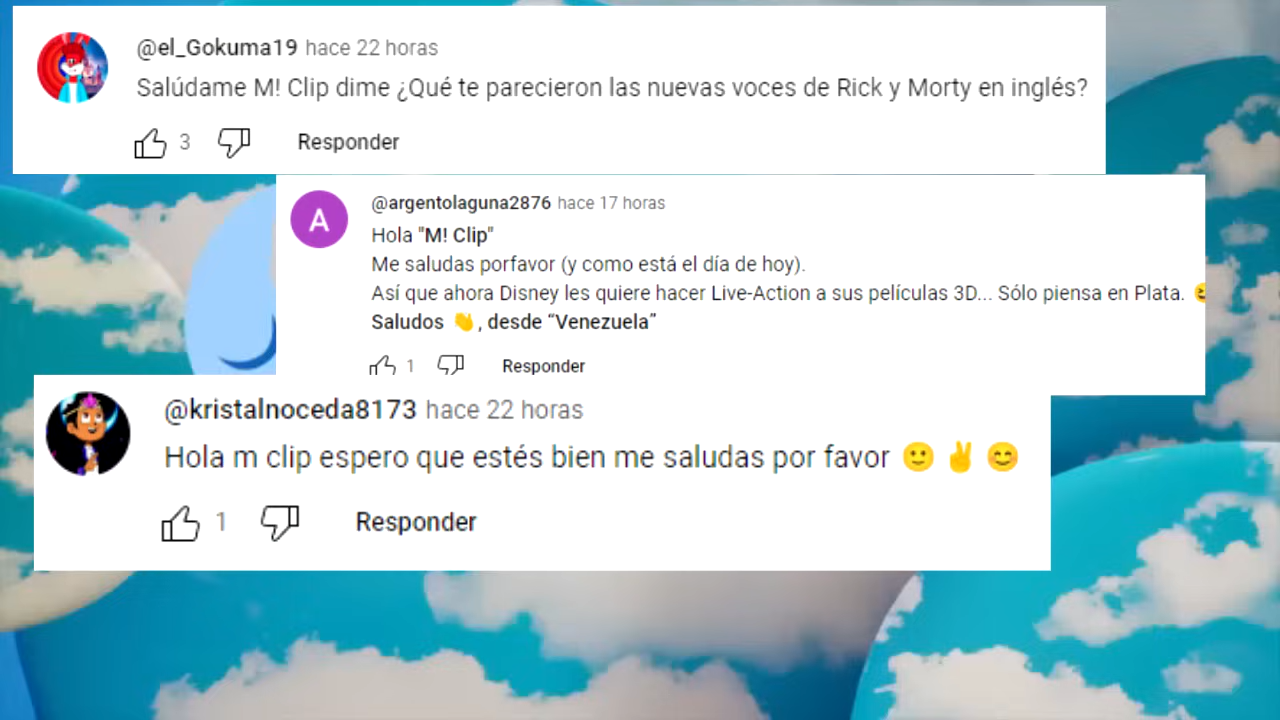 @el_Gokuma19 hace 22 horas
Salúdame M! Clip dime ¿Qué te parecieron las nuevas voces de Rick y Morty en inglés?
3 Responder
A
@argentolaguna2876 hace 17 horas
Hola "M! Clip"
Me saludas porfavor (y como está el día de hoy).
Así que ahora Disney les quiere hacer Live-Action a sus películas 3D... Sólo piensa en Plata. 😆
Saludos 👋, desde “Venezuela”
1 Responder
@kristalnoceda8173 hace 22 horas
Hola m clip espero que estés bien me saludas por favor 🙂 ✌️ 😊
1 Responder